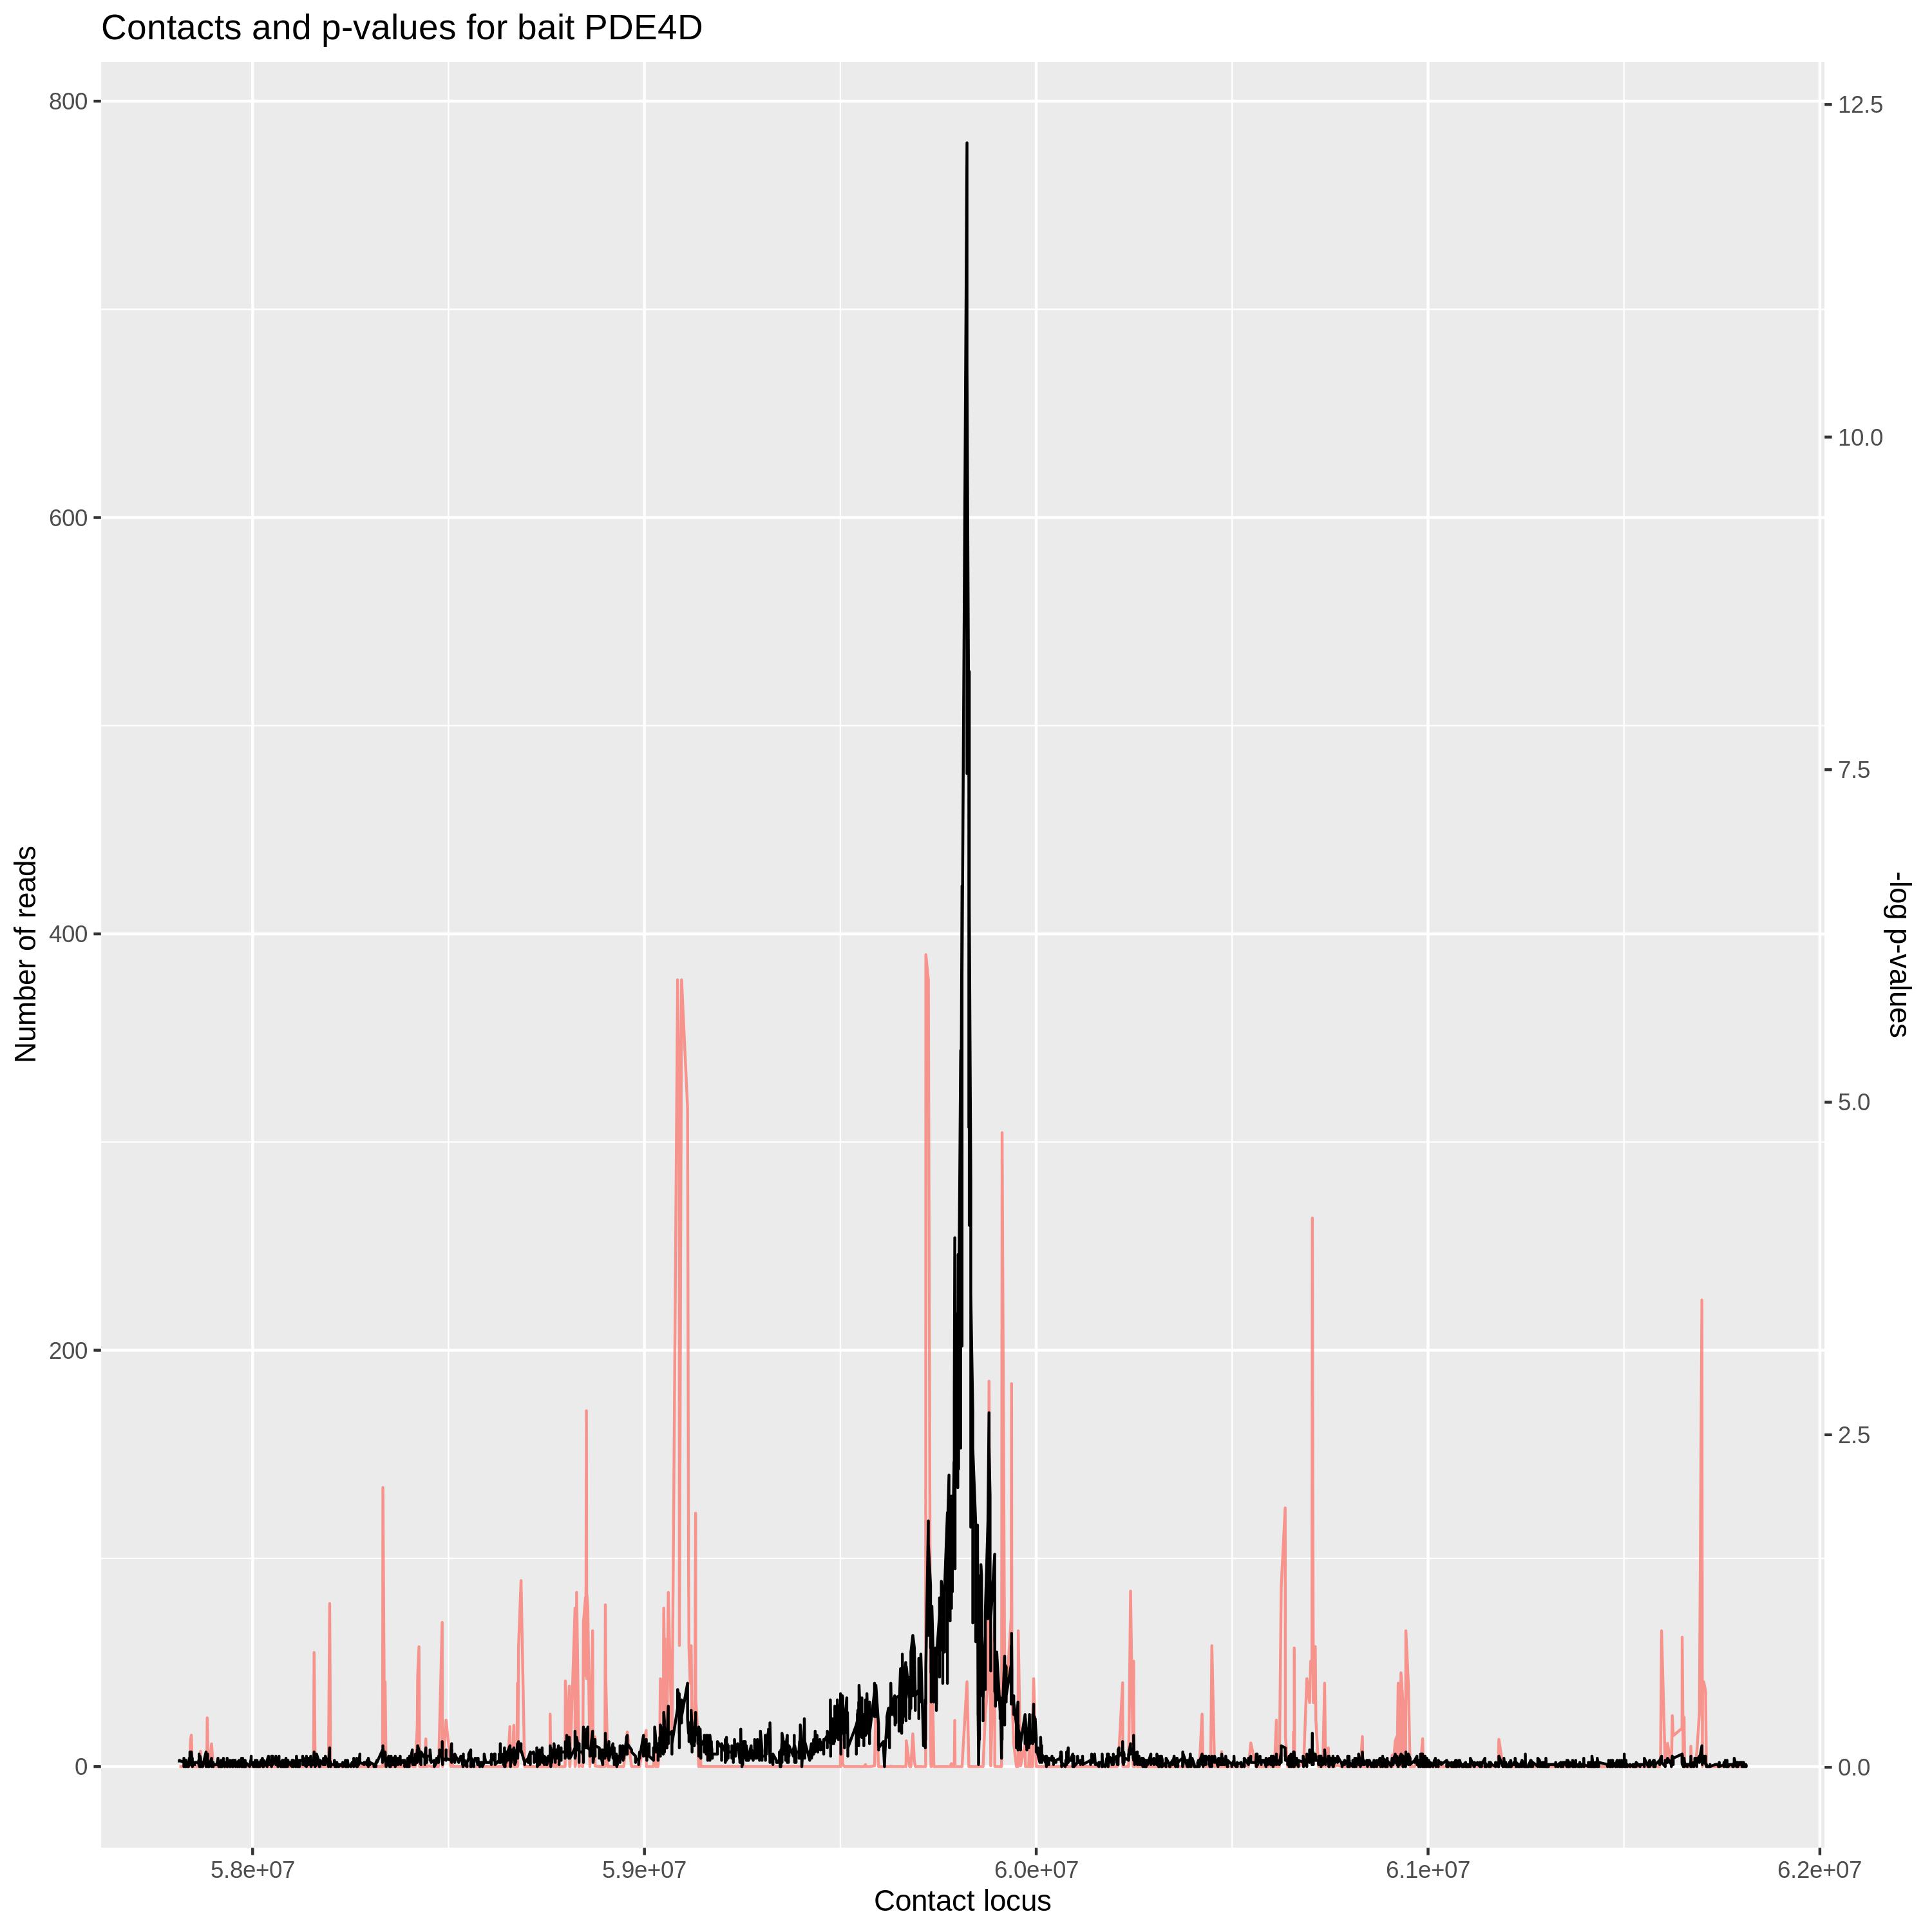 Contacts and p-values for bait PDE4D
800
600
400
200
0
Number of reads
12.5
10.0
7.5
5.0
2.5
0.0
-log p-values
5.8e+07
5.9e+07
6.0e+07
6.1e+07
6.2e+07
Contact locus